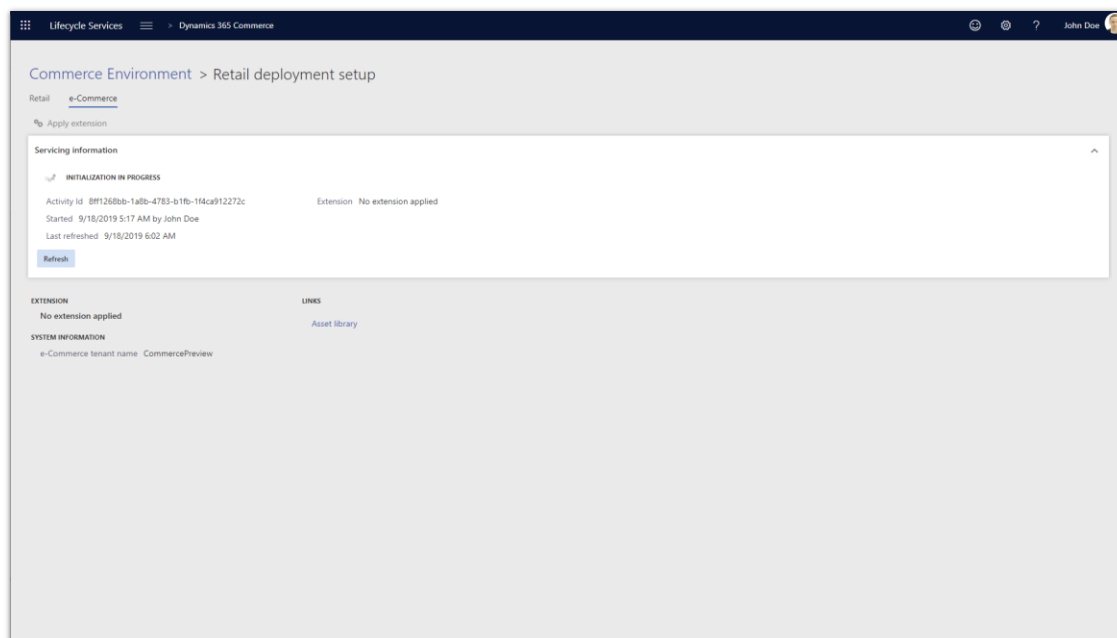 Lifecycle Services > Dynamics 365 Commerce ? John Doe
Commerce Environment > Retail deployment setup
Retail e-Commerce
Apply extension
Servicing information
INITIALIZATION IN PROGRESS
Activity Id 8ff1268bb-1a8b-4783-b1fb-1f4ca912272c Extension No extension applied
Started 9/18/2019 5:17 AM by John Doe
Last refreshed 9/18/2019 6:02 AM
Refresh
EXTENSION LINKS
No extension applied
Asset library
SYSTEM INFORMATION
e-Commerce tenant name CommercePreview